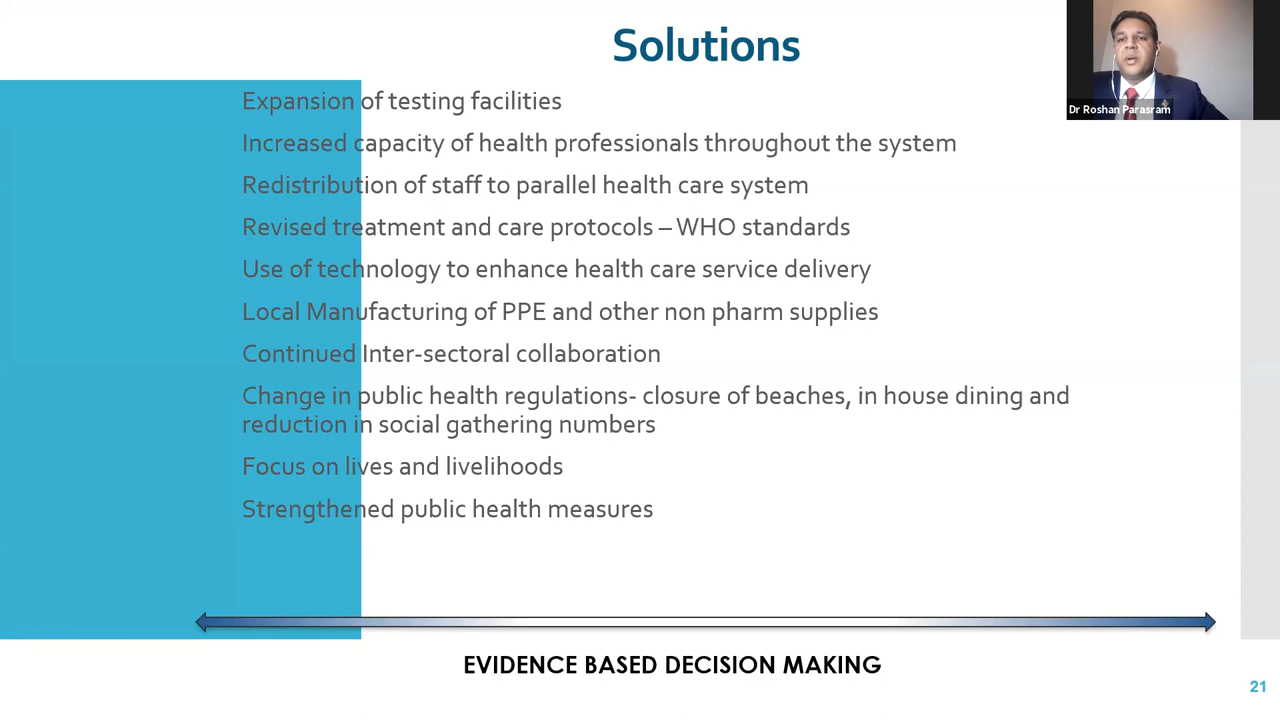 Solutions
Dr Roshan Parasram
Expansion of testing facilities
Increased capacity of health professionals throughout the system
Redistribution of staff to parallel health care system
Revised treatment and care protocols – WHO standards
Use of technology to enhance health care service delivery
Local Manufacturing of PPE and other non pharm supplies
Continued Inter-sectoral collaboration
Change in public health regulations- closure of beaches, in house dining and
reduction in social gathering numbers
Focus on lives and livelihoods
Strengthened public health measures
EVIDENCE BASED DECISION MAKING
21